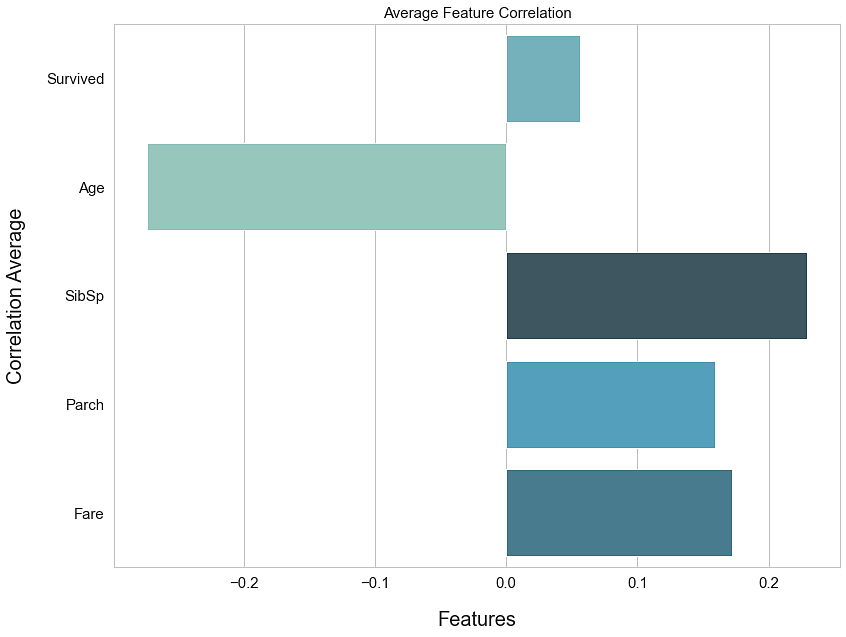 Average Feature Correlation
Survived
Age
SibSp
Parch
Fare
Correlation Average
−0.2
−0.1
0.0
0.1
0.2
Features